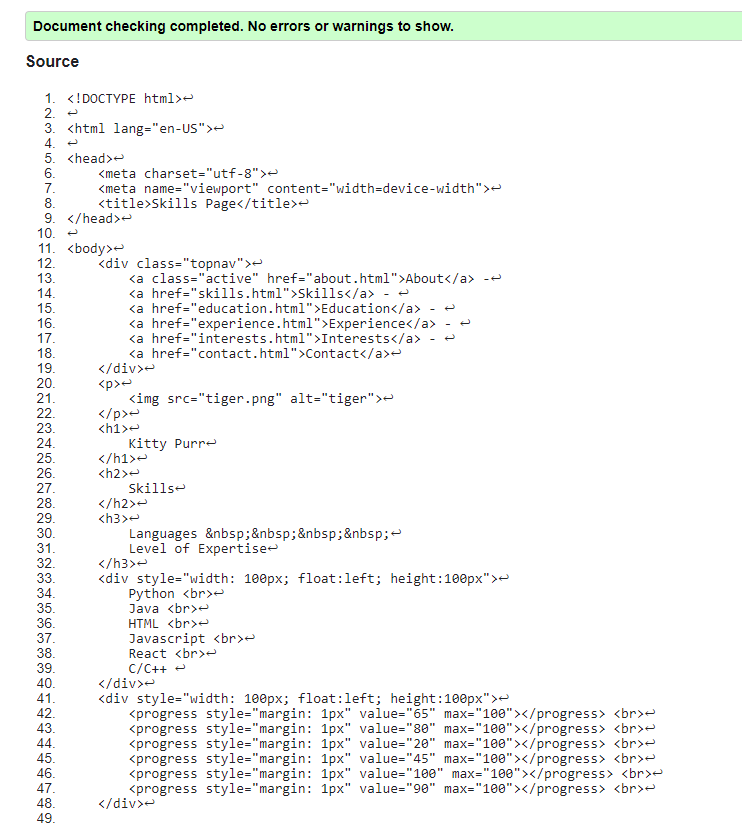 Document checking completed. No errors or warnings to show.
Source
1. <!DOCTYPE html>↩
2. ↩
3. <html lang="en-US">↩
4. ↩
5. <head>↩
6.     <meta charset="utf-8">↩
7.     <meta name="viewport" content="width=device-width">↩
8.     <title>Skills Page</title>↩
9. </head>↩
10. ↩
11. <body>↩
12.     <div class="topnav">↩
13.         <a class="active" href="about.html">About</a> -↩
14.         <a href="skills.html">Skills</a> - ↩
15.         <a href="education.html">Education</a> - ↩
16.         <a href="experience.html">Experience</a> - ↩
17.         <a href="interests.html">Interests</a> - ↩
18.         <a href="contact.html">Contact</a>↩
19.     </div>↩
20.     <p>↩
21.         <img src="tiger.png" alt="tiger">↩
22.     </p>↩
23.     <h1>↩
24.         Kitty Purr↩
25.     </h1>↩
26.     <h2>↩
27.         Skills↩
28.     </h2>↩
29.     <h3>↩
30.         Languages &nbsp;&nbsp;&nbsp;&nbsp;↩
31.         Level of Expertise↩
32.     </h3>↩
33.     <div style="width: 100px; float:left; height:100px">↩
34.         Python <br>↩
35.         Java <br>↩
36.         HTML <br>↩
37.         Javascript <br>↩
38.         React <br>↩
39.         C/C++ ↩
40.     </div>↩
41.     <div style="width: 100px; float:left; height:100px">↩
42.         <progress style="margin: 1px" value="65" max="100"></progress> <br>↩
43.         <progress style="margin: 1px" value="80" max="100"></progress> <br>↩
44.         <progress style="margin: 1px" value="20" max="100"></progress> <br>↩
45.         <progress style="margin: 1px" value="45" max="100"></progress> <br>↩
46.         <progress style="margin: 1px" value="100" max="100"></progress> <br>↩
47.         <progress style="margin: 1px" value="90" max="100"></progress> <br>↩
48.     </div>↩
49.